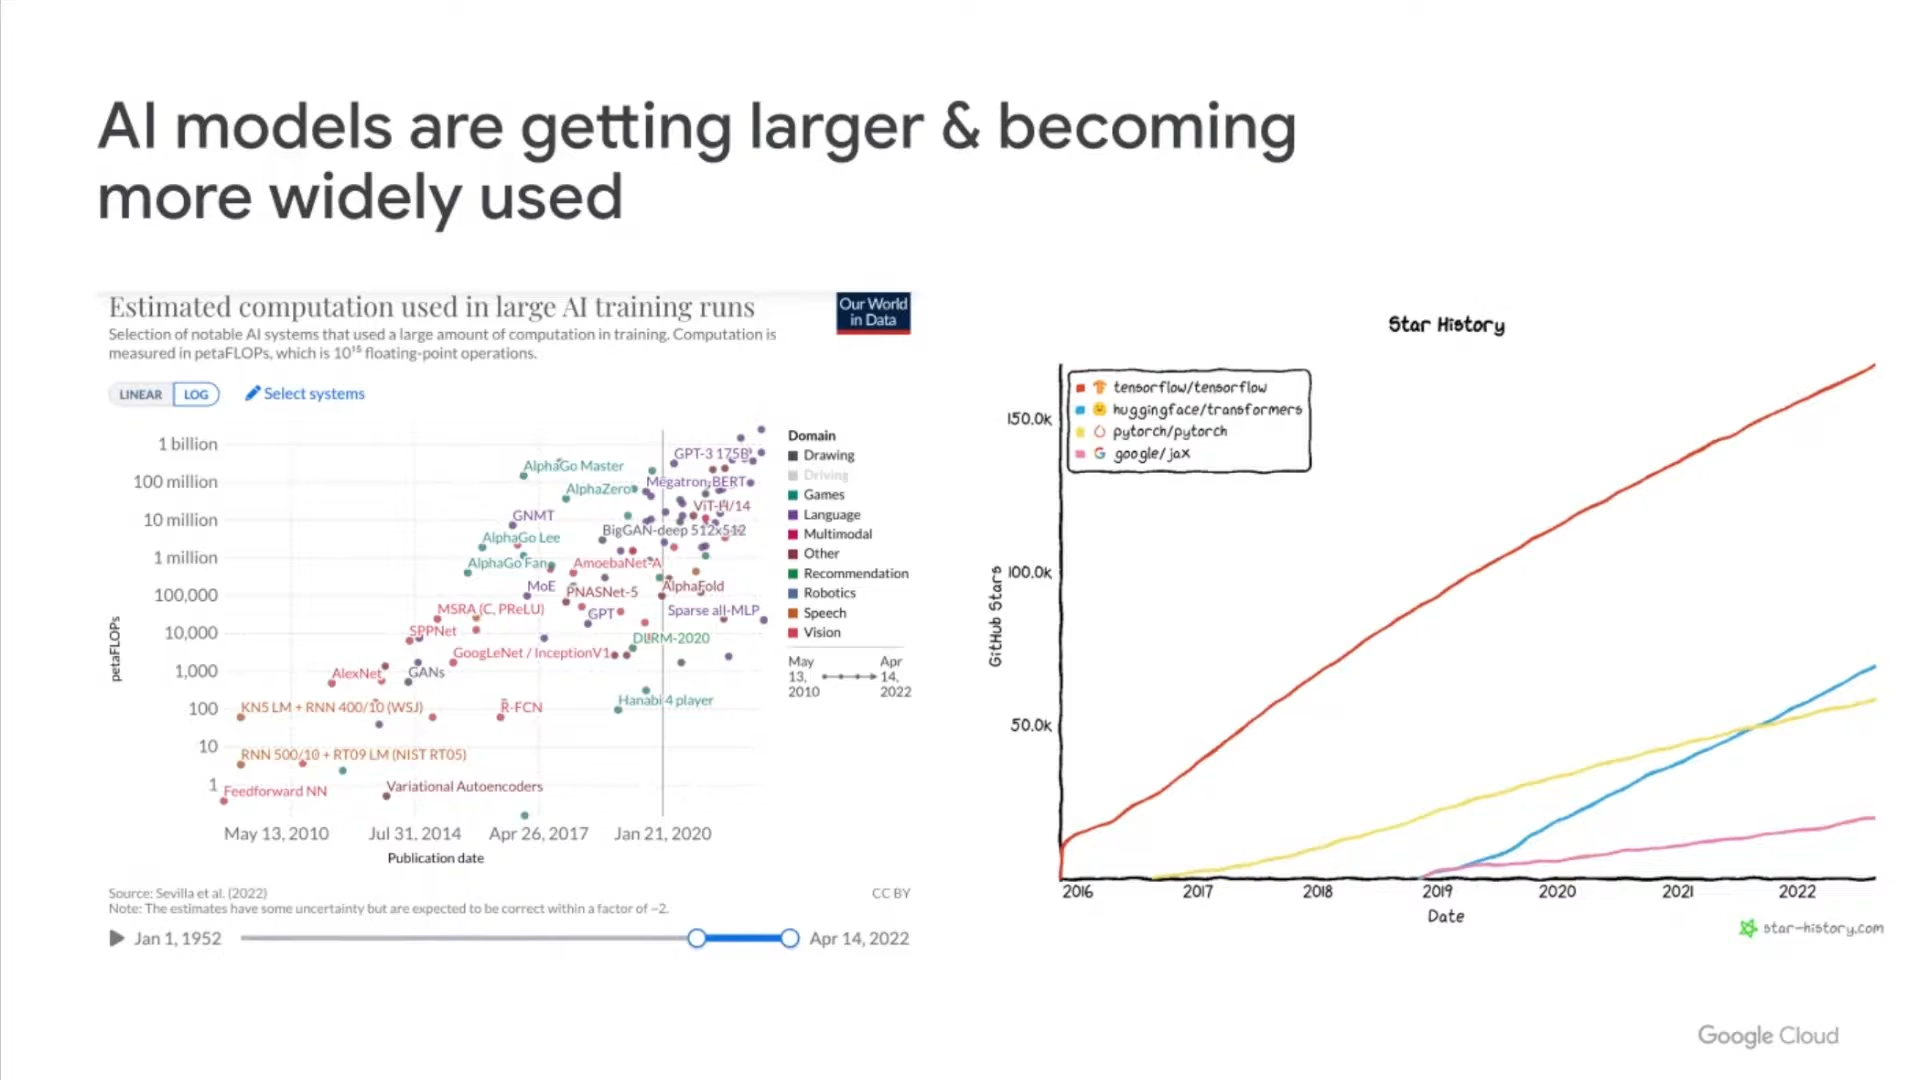 AI models are getting larger & becoming
more widely used
Estimated computation used in large AI training runs
Selection of notable AI systems that used a large amount of computation in training. Computation is
measured in petaFLOPs, which is 10¹⁵ floating-point operations.
Our World
in Data
LINEAR LOG Select systems
1 billion
100 million
10 million
1 million
100,000
10,000
1,000
100
10
1
petaFLOPs
GPT-3 175B
AlphaGo Master
Megatron-BERT
AlphaZero
ViT-H/14
GNMT
BigGAN-deep 512x512
AlphaGo Lee
AlphaGo Fan
AmoebaNet-A
MoE
PNASNet-5
AlphaFold
MSRA (C, PReLU)
GPT
Sparse all-MLP
SPPNet
DLRM-2020
GoogLeNet / InceptionV1
AlexNet
GANs
Hanabi 4 player
KN5 LM + RNN 400/10 (WSJ)
R-FCN
RNN 500/10 + RT09 LM (NIST RT05)
Variational Autoencoders
Feedforward NN
May 13, 2010 Jul 31, 2014 Apr 26, 2017 Jan 21, 2020
Publication date
Domain
Drawing
Driving
Games
Language
Multimodal
Other
Recommendation
Robotics
Speech
Vision
May
13,
2010
Apr
14,
2022
Source: Sevilla et al. (2022)
CC BY
Note: The estimates have some uncertainty but are expected to be correct within a factor of ~2.
Jan 1, 1952
Apr 14, 2022
Star History
tensorflow/tensorflow
huggingface/transformers
pytorch/pytorch
google/jax
150.0k
100.0k
50.0k
GitHub Stars
2016 2017 2018 2019 2020 2021 2022
Date
star-history.com
Google Cloud